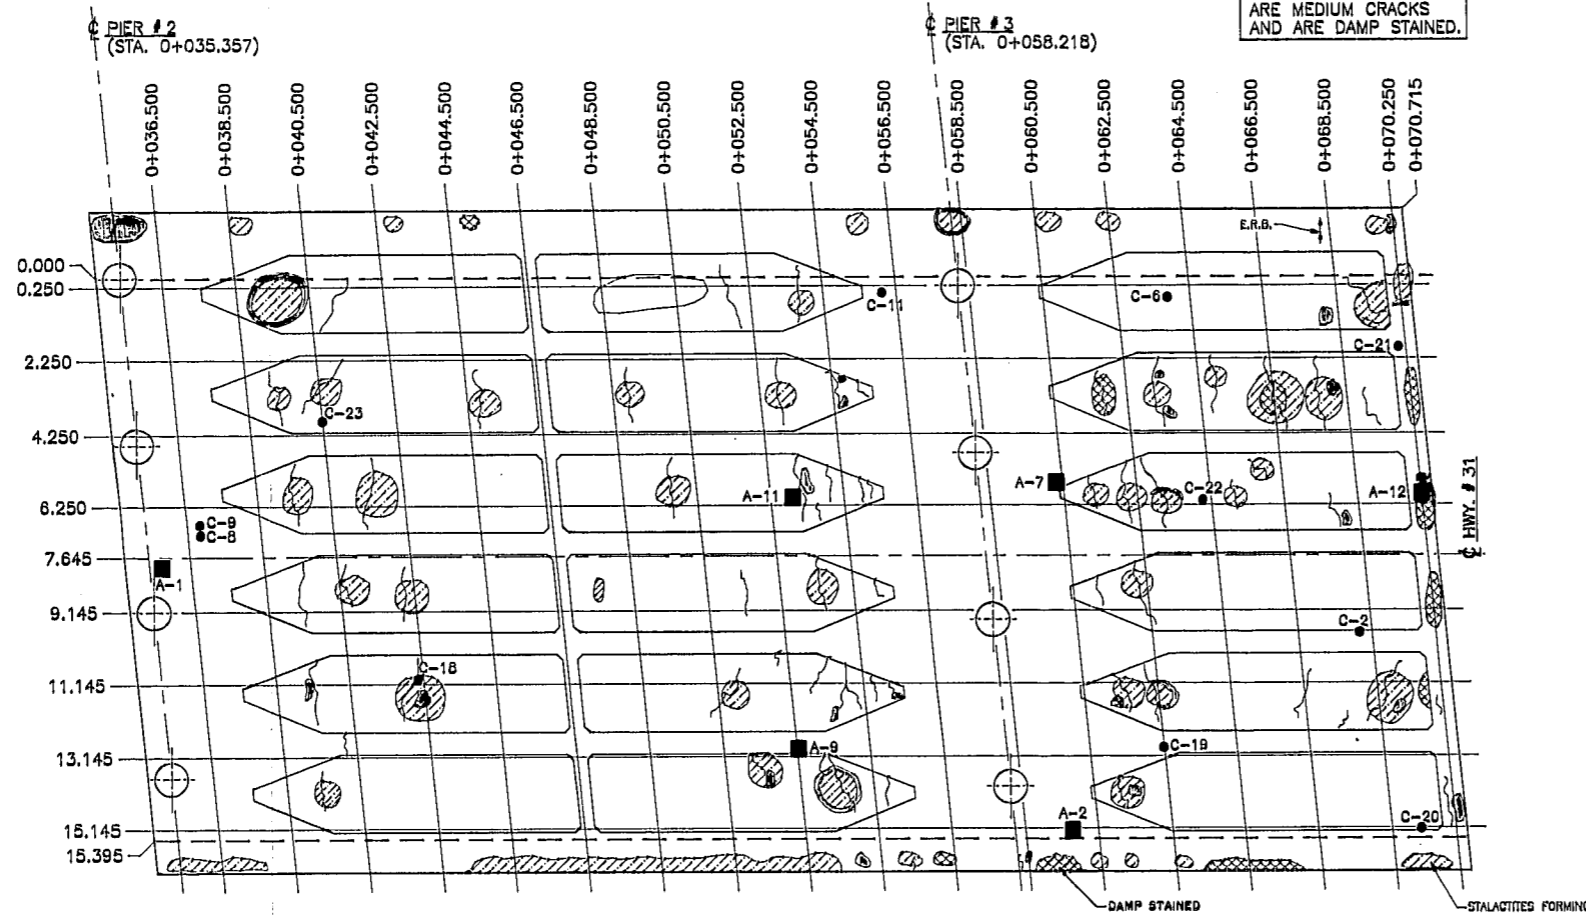 ARE MEDIUM CRACKS
AND ARE DAMP STAINED.
℄ PIER # 2
(STA. 0+035.357)
℄ PIER # 3
(STA. 0+058.218)
0+036.500
0+038.500
0+040.500
0+042.500
0+044.500
0+046.500
0+048.500
0+050.500
0+052.500
0+054.500
0+056.500
0+058.500
0+060.500
0+062.500
0+064.500
0+066.500
0+068.500
0+070.250
0+070.715
E.R.B.
0.000
0.250
C-11
C-6
C-21
2.250
C-23
4.250
A-11
A-7
C-22
A-12
6.250
C-9
C-8
℄ HWY. # 31
7.645
A-1
9.145
C-2
C-18
11.145
A-9
C-19
13.145
A-2
C-20
15.145
15.395
DAMP STAINED
STALACTITES FORMING